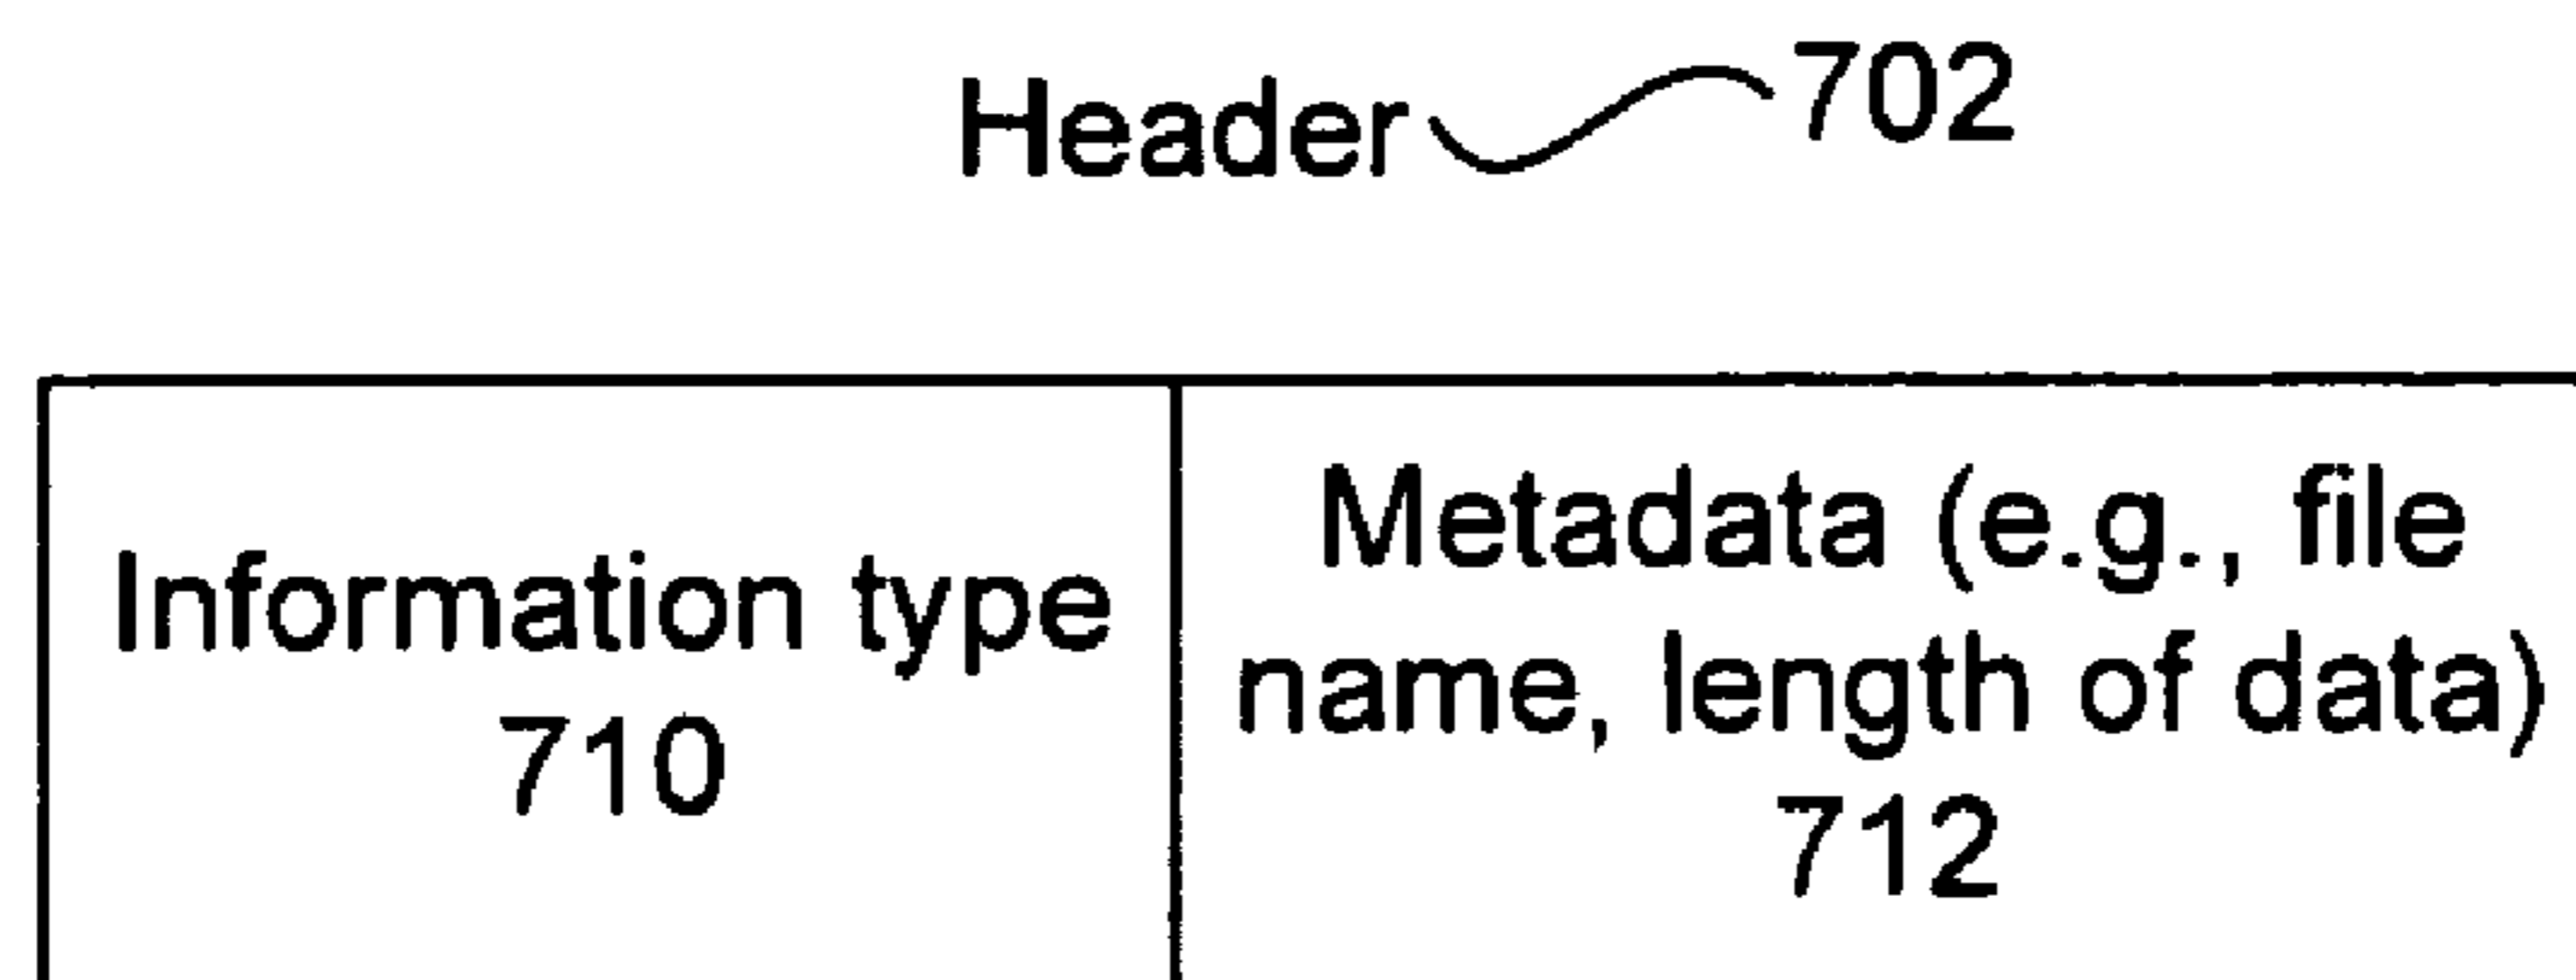 Header 702
Information type
710
Metadata (e.g., file
name, length of data)
712